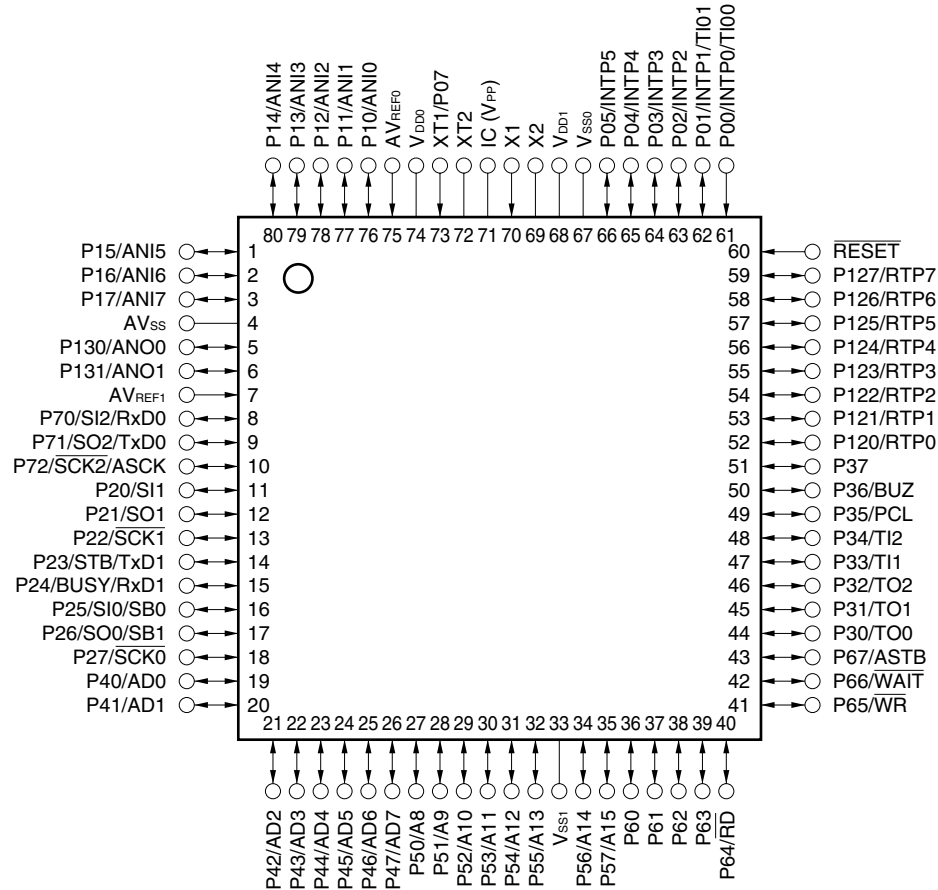 P14/ANI4
P13/ANI3
P12/ANI2
P11/ANI1
P10/ANI0
AVREF0
VDD0
XT1/P07
XT2
IC (VPP)
X1
X2
VDD1
VSS0
P05/INTP5
P04/INTP4
P03/INTP3
P02/INTP2
P01/INTP1/TI01
P00/INTP0/TI00
80 79 78 77 76 75 74 73 72 71 70 69 68 67 66 65 64 63 62 61
P15/ANI5 1 60 RESET
P16/ANI6 2 59 P127/RTP7
P17/ANI7 3 58 P126/RTP6
AVSS 4 57 P125/RTP5
P130/ANO0 5 56 P124/RTP4
P131/ANO1 6 55 P123/RTP3
AVREF1 7 54 P122/RTP2
P70/SI2/RxD0 8 53 P121/RTP1
P71/SO2/TxD0 9 52 P120/RTP0
P72/SCK2/ASCK 10 51 P37
P20/SI1 11 50 P36/BUZ
P21/SO1 12 49 P35/PCL
P22/SCK1 13 48 P34/TI2
P23/STB/TxD1 14 47 P33/TI1
P24/BUSY/RxD1 15 46 P32/TO2
P25/SI0/SB0 16 45 P31/TO1
P26/SO0/SB1 17 44 P30/TO0
P27/SCK0 18 43 P67/ASTB
P40/AD0 19 42 P66/WAIT
P41/AD1 20 41 P65/WR
21 22 23 24 25 26 27 28 29 30 31 32 33 34 35 36 37 38 39 40
P42/AD2
P43/AD3
P44/AD4
P45/AD5
P46/AD6
P47/AD7
P50/A8
P51/A9
P52/A10
P53/A11
P54/A12
P55/A13
VSS1
P56/A14
P57/A15
P60
P61
P62
P63
P64/RD